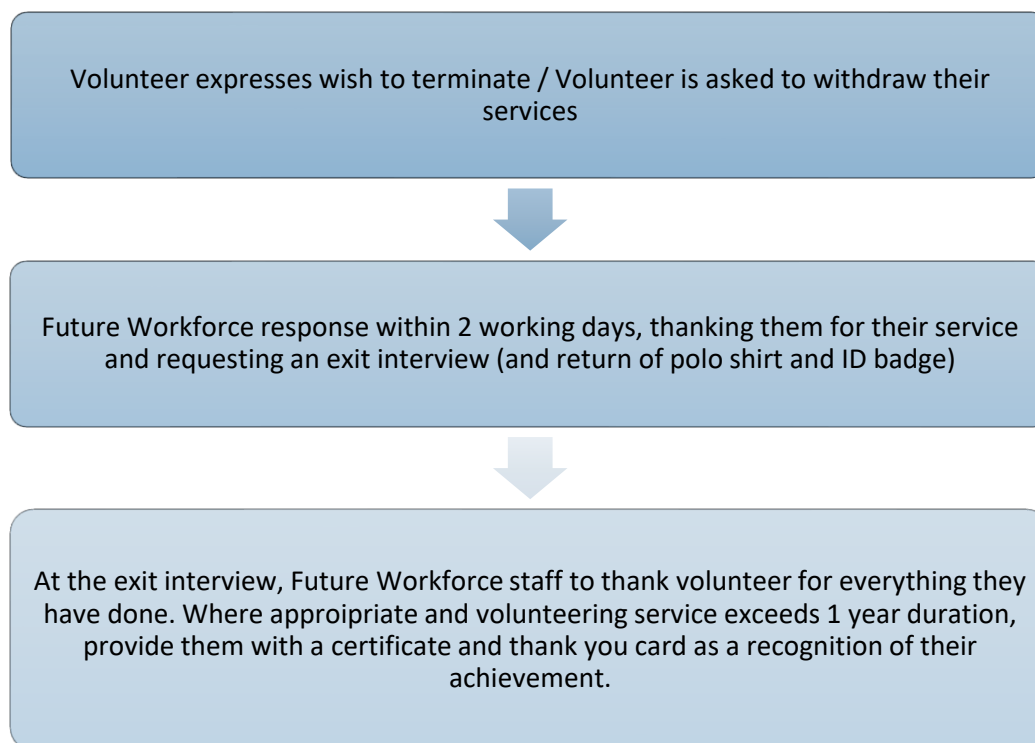 Volunteer expresses wish to terminate / Volunteer is asked to withdraw their
services
Future Workforce response within 2 working days, thanking them for their service
and requesting an exit interview (and return of polo shirt and ID badge)
At the exit interview, Future Workforce staff to thank volunteer for everything they
have done. Where approipriate and volunteering service exceeds 1 year duration,
provide them with a certificate and thank you card as a recognition of their
achievement.